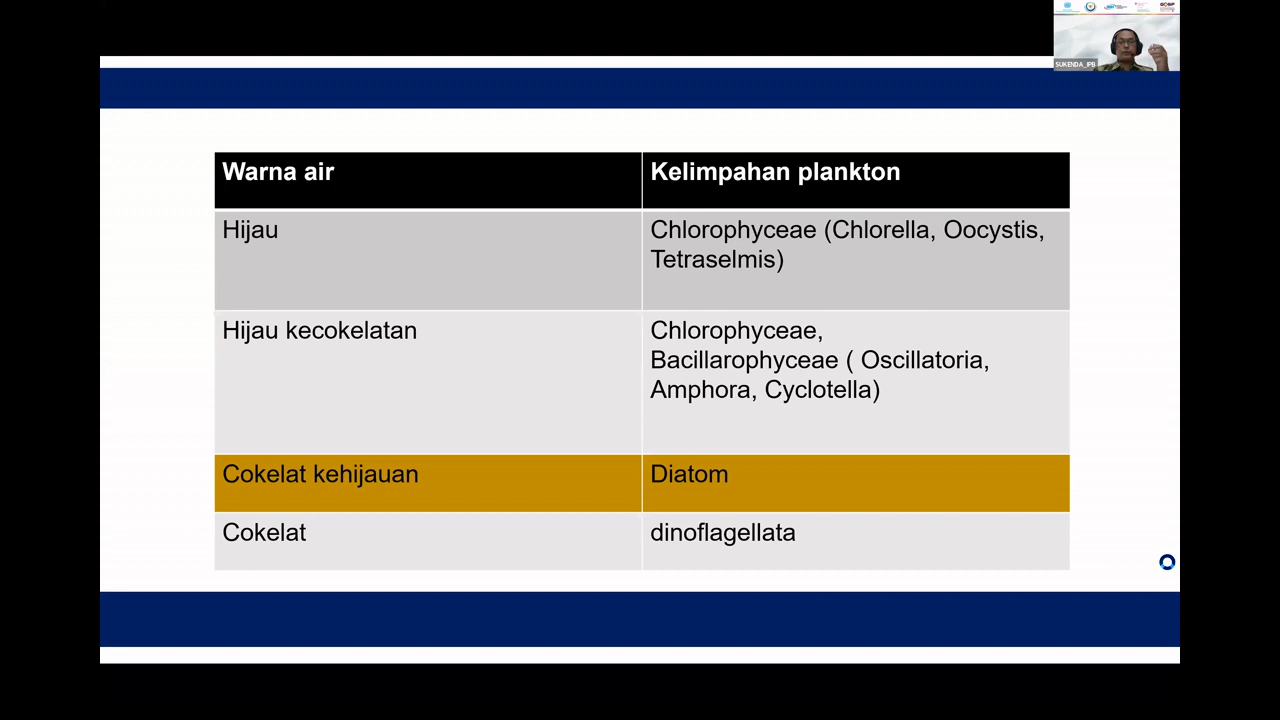 SUKENDA_IPB
Warna air
Kelimpahan plankton
Hijau
Chlorophyceae (Chlorella, Oocystis,
Tetraselmis)
Hijau kecokelatan
Chlorophyceae,
Bacillarophyceae ( Oscillatoria,
Amphora, Cyclotella)
Cokelat kehijauan
Diatom
Cokelat
dinoflagellata